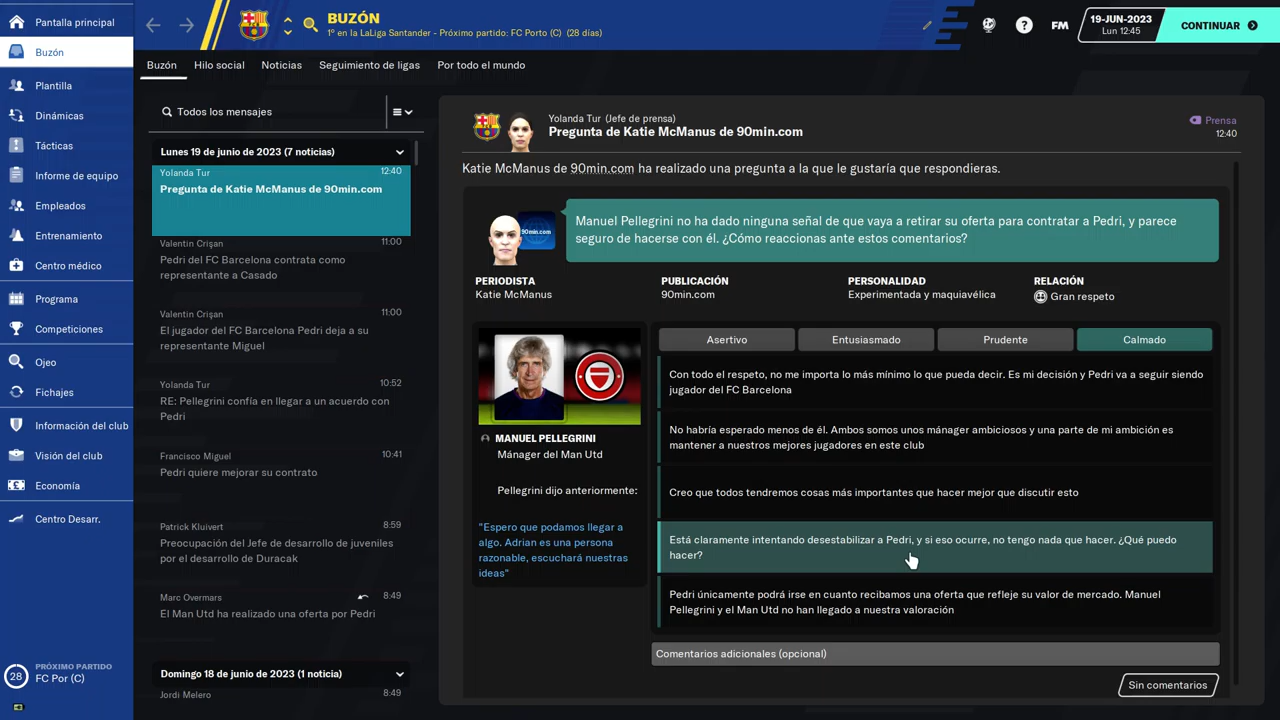 Pantalla principal
Buzón
Plantilla
Dinámicas
Tácticas
Informe de equipo
Empleados
Entrenamiento
Centro médico
Programa
Competiciones
Ojeo
Fichajes
Información del club
Visión del club
Economía
Centro Desarr.
28
PRÓXIMO PARTIDO
FC Por (C)
BUZÓN
1º en la LaLiga Santander - Próximo partido: FC Porto (C) (28 días)
?
FM
19-JUN-2023
Lun 12:45
CONTINUAR
Buzón
Hilo social
Noticias
Seguimiento de ligas
Por todo el mundo
Todos los mensajes
Lunes 19 de junio de 2023 (7 noticias)
Yolanda Tur
12:40
Pregunta de Katie McManus de 90min.com
Valentin Crişan
11:00
Pedri del FC Barcelona contrata como
representante a Casado
Valentin Crişan
11:00
El jugador del FC Barcelona Pedri deja a su
representante Miguel
Yolanda Tur
10:52
RE: Pellegrini confía en llegar a un acuerdo con
Pedri
Francisco Miguel
10:41
Pedri quiere mejorar su contrato
Patrick Kluivert
8:59
Preocupación del Jefe de desarrollo de juveniles
por el desarrollo de Duracak
Marc Overmars
8:49
El Man Utd ha realizado una oferta por Pedri
Domingo 18 de junio de 2023 (1 noticia)
Jordi Melero
8:49
Yolanda Tur (Jefe de prensa)
Pregunta de Katie McManus de 90min.com
Prensa
12:40
Katie McManus de 90min.com ha realizado una pregunta a la que le gustaría que respondieras.
90min.com
Manuel Pellegrini no ha dado ninguna señal de que vaya a retirar su oferta para contratar a Pedri, y parece
seguro de hacerse con él. ¿Cómo reaccionas ante estos comentarios?
PERIODISTA
Katie McManus
PUBLICACIÓN
90min.com
PERSONALIDAD
Experimentada y maquiavélica
RELACIÓN
Gran respeto
MANUEL PELLEGRINI
Mánager del Man Utd
Pellegrini dijo anteriormente:
"Espero que podamos llegar a
algo. Adrian es una persona
razonable, escuchará nuestras
ideas"
Asertivo
Entusiasmado
Prudente
Calmado
Con todo el respeto, no me importa lo más mínimo lo que pueda decir. Es mi decisión y Pedri va a seguir siendo
jugador del FC Barcelona
No habría esperado menos de él. Ambos somos unos mánager ambiciosos y una parte de mi ambición es
mantener a nuestros mejores jugadores en este club
Creo que todos tendremos cosas más importantes que hacer mejor que discutir esto
Está claramente intentando desestabilizar a Pedri, y si eso ocurre, no tengo nada que hacer. ¿Qué puedo
hacer?
Pedri únicamente podrá irse en cuanto recibamos una oferta que refleje su valor de mercado. Manuel
Pellegrini y el Man Utd no han llegado a nuestra valoración
Comentarios adicionales (opcional)
Sin comentarios